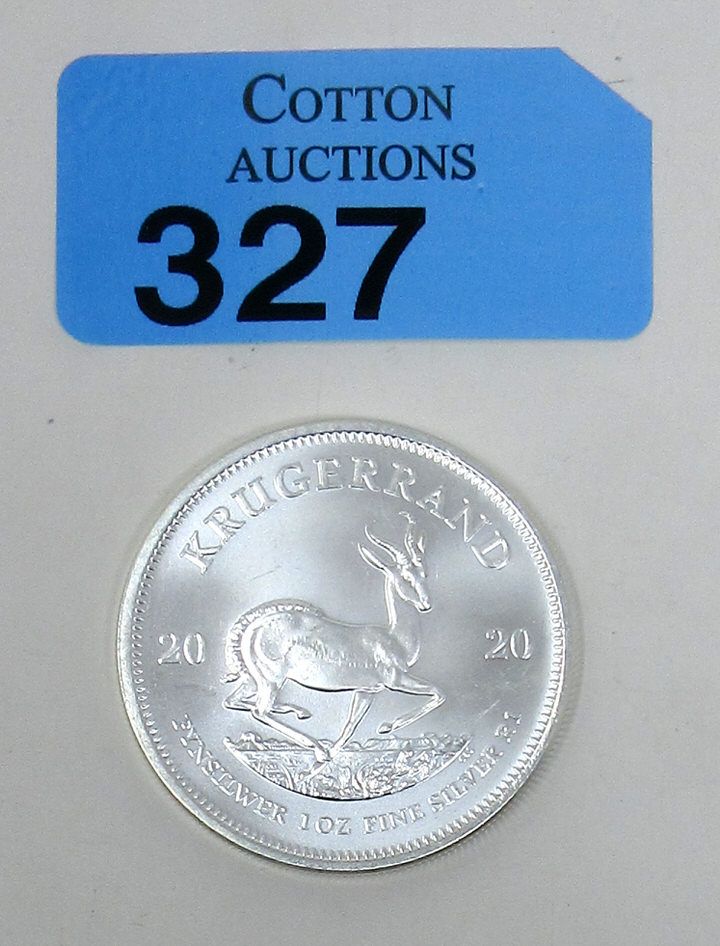 COTTON
AUCTIONS
327
KRUGERRAND
20 20
FYNSILWER 1 OZ FINE SILVER R1